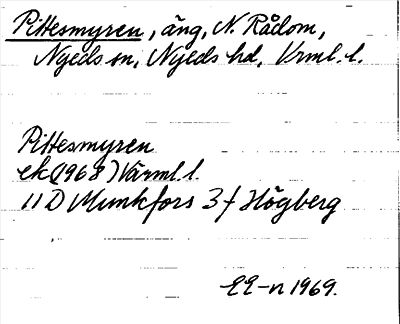 Pittesmyren, äng, N. Rådom,
Nyeds sn, Nyeds hd, Vrml. l.
Pittesmyren
ek (1968) Värml. l.
11 D Munkfors 3 f Högberg
EE-n 1969.